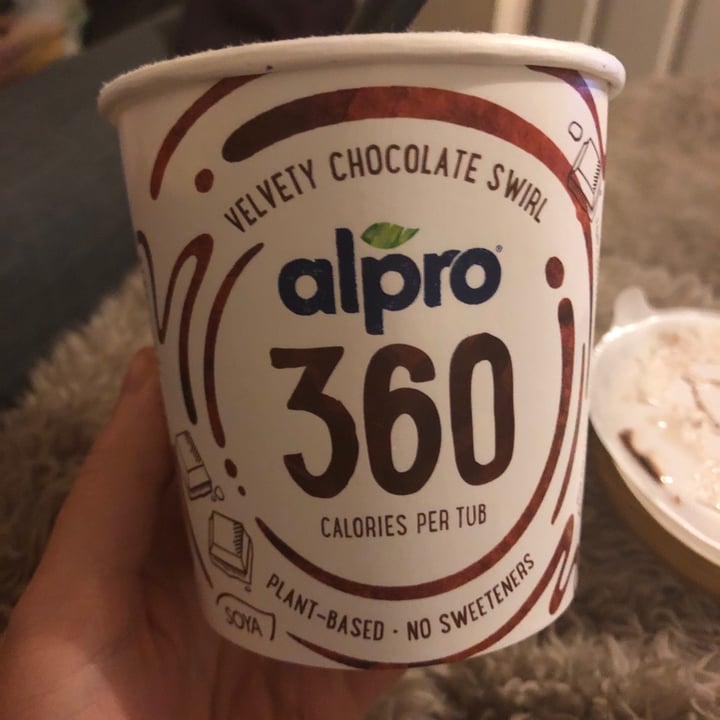 VELVETY CHOCOLATE SWIRL
alpro®
360
CALORIES PER TUB
PLANT-BASED · NO SWEETENERS
SOYA